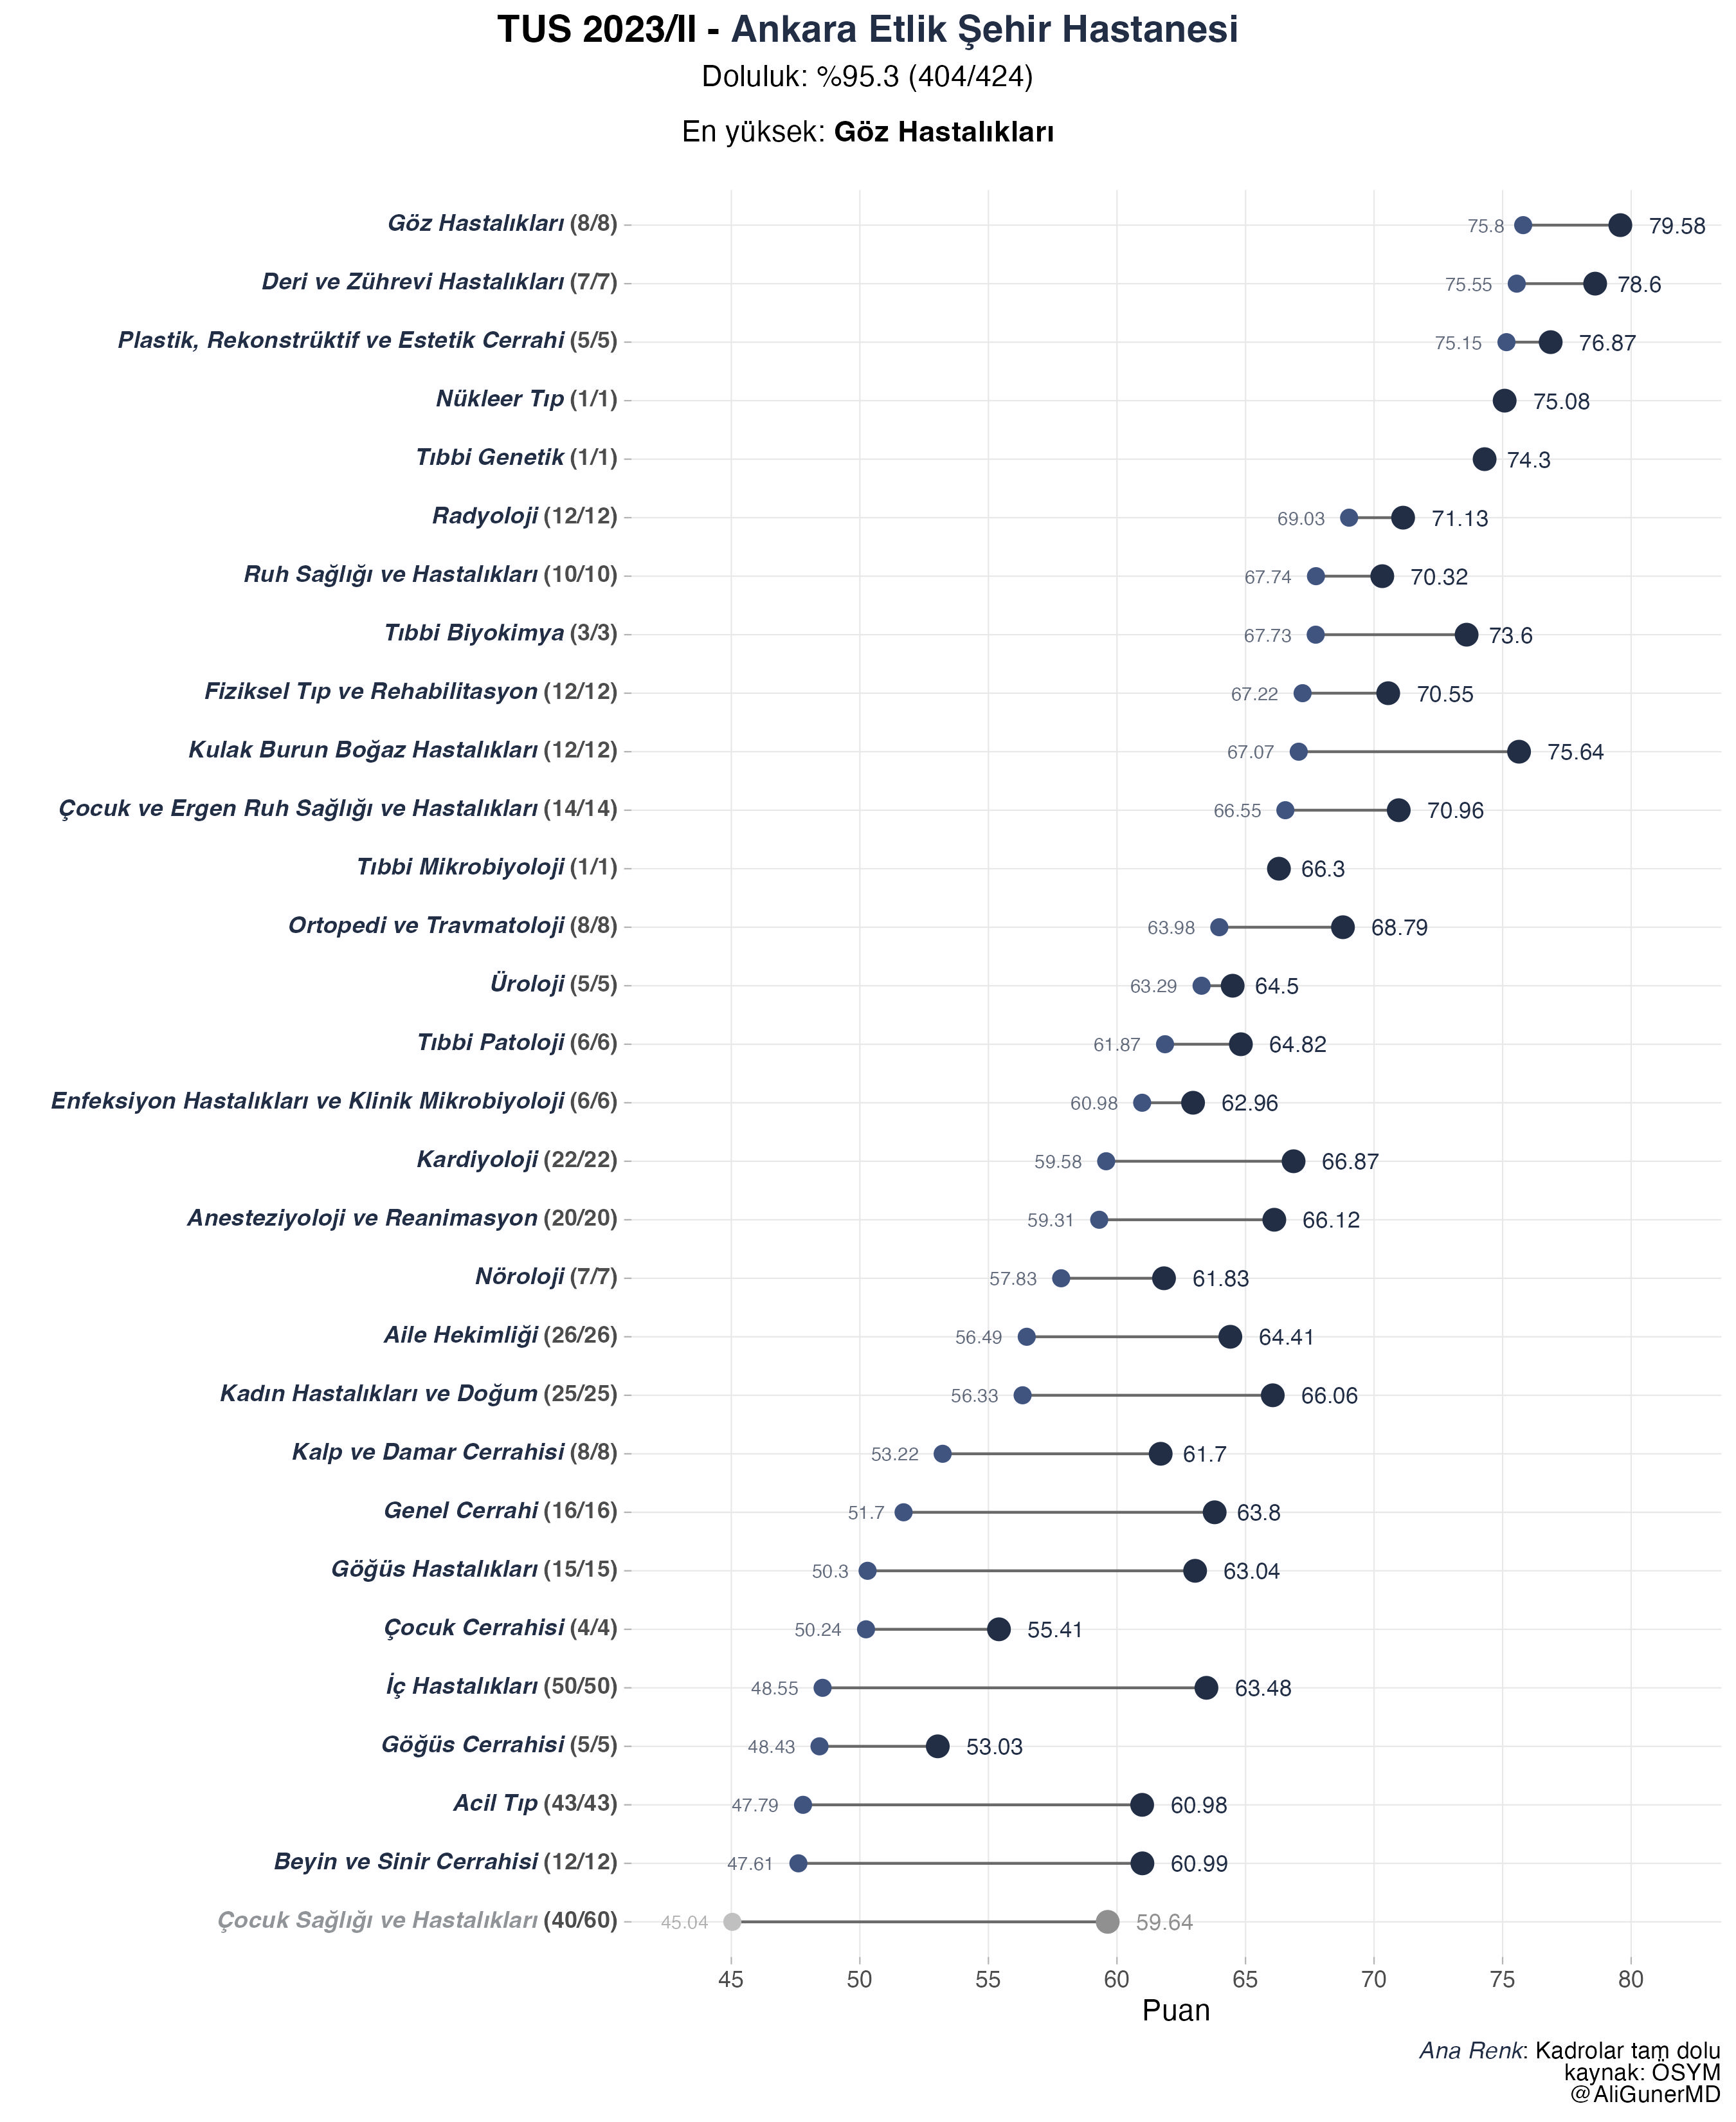 TUS 2023/II - Ankara Etlik Şehir Hastanesi
Doluluk: %95.3 (404/424)
En yüksek: Göz Hastalıkları
Göz Hastalıkları (8/8) 75.8 79.58
Deri ve Zührevi Hastalıkları (7/7) 75.55 78.6
Plastik, Rekonstrüktif ve Estetik Cerrahi (5/5) 75.15 76.87
Nükleer Tıp (1/1) 75.08
Tıbbi Genetik (1/1) 74.3
Radyoloji (12/12) 69.03 71.13
Ruh Sağlığı ve Hastalıkları (10/10) 67.74 70.32
Tıbbi Biyokimya (3/3) 67.73 73.6
Fiziksel Tıp ve Rehabilitasyon (12/12) 67.22 70.55
Kulak Burun Boğaz Hastalıkları (12/12) 67.07 75.64
Çocuk ve Ergen Ruh Sağlığı ve Hastalıkları (14/14) 66.55 70.96
Tıbbi Mikrobiyoloji (1/1) 66.3
Ortopedi ve Travmatoloji (8/8) 63.98 68.79
Üroloji (5/5) 63.29 64.5
Tıbbi Patoloji (6/6) 61.87 64.82
Enfeksiyon Hastalıkları ve Klinik Mikrobiyoloji (6/6) 60.98 62.96
Kardiyoloji (22/22) 59.58 66.87
Anesteziyoloji ve Reanimasyon (20/20) 59.31 66.12
Nöroloji (7/7) 57.83 61.83
Aile Hekimliği (26/26) 56.49 64.41
Kadın Hastalıkları ve Doğum (25/25) 56.33 66.06
Kalp ve Damar Cerrahisi (8/8) 53.22 61.7
Genel Cerrahi (16/16) 51.7 63.8
Göğüs Hastalıkları (15/15) 50.3 63.04
Çocuk Cerrahisi (4/4) 50.24 55.41
İç Hastalıkları (50/50) 48.55 63.48
Göğüs Cerrahisi (5/5) 48.43 53.03
Acil Tıp (43/43) 47.79 60.98
Beyin ve Sinir Cerrahisi (12/12) 47.61 60.99
Çocuk Sağlığı ve Hastalıkları (40/60) 45.04 59.64
45 50 55 60 65 70 75 80
Puan
Ana Renk: Kadrolar tam dolu
kaynak: ÖSYM
@AliGunerMD